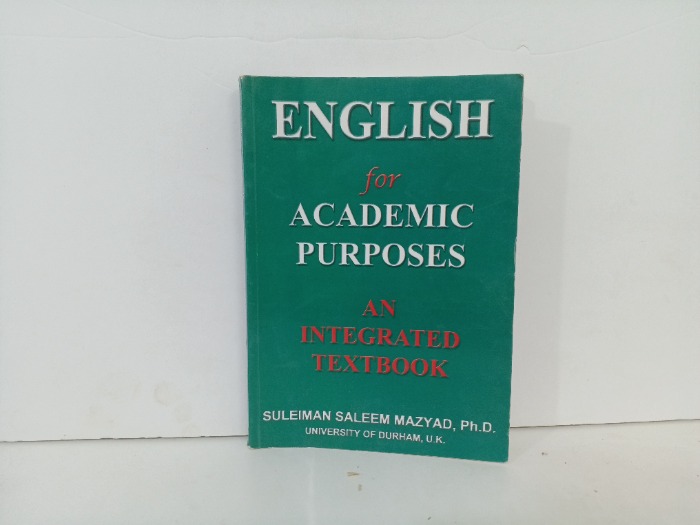 ENGLISH
for
ACADEMIC
PURPOSES
AN
INTEGRATED
TEXTBOOK
SULEIMAN SALEEM MAZYAD, Ph.D.
UNIVERSITY OF DURHAM, U.K.